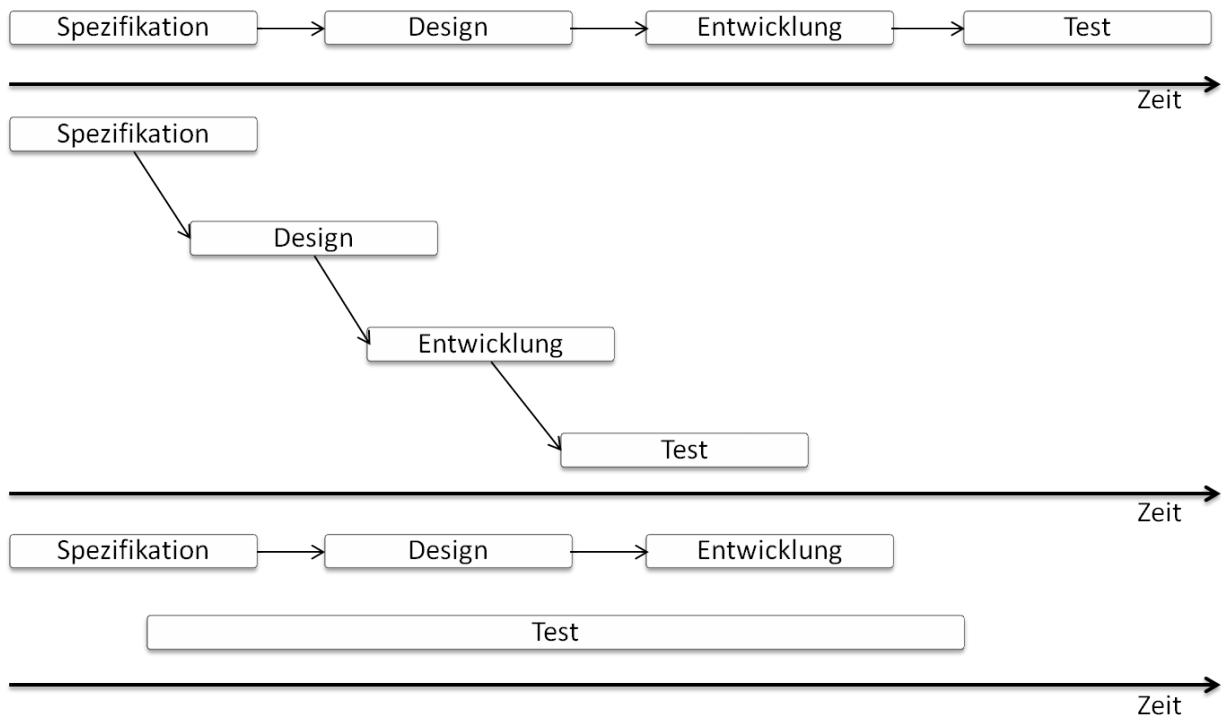 Spezifikation Design Entwicklung Test
Zeit
Spezifikation
Design
Entwicklung
Test
Zeit
Spezifikation Design Entwicklung
Test
Zeit